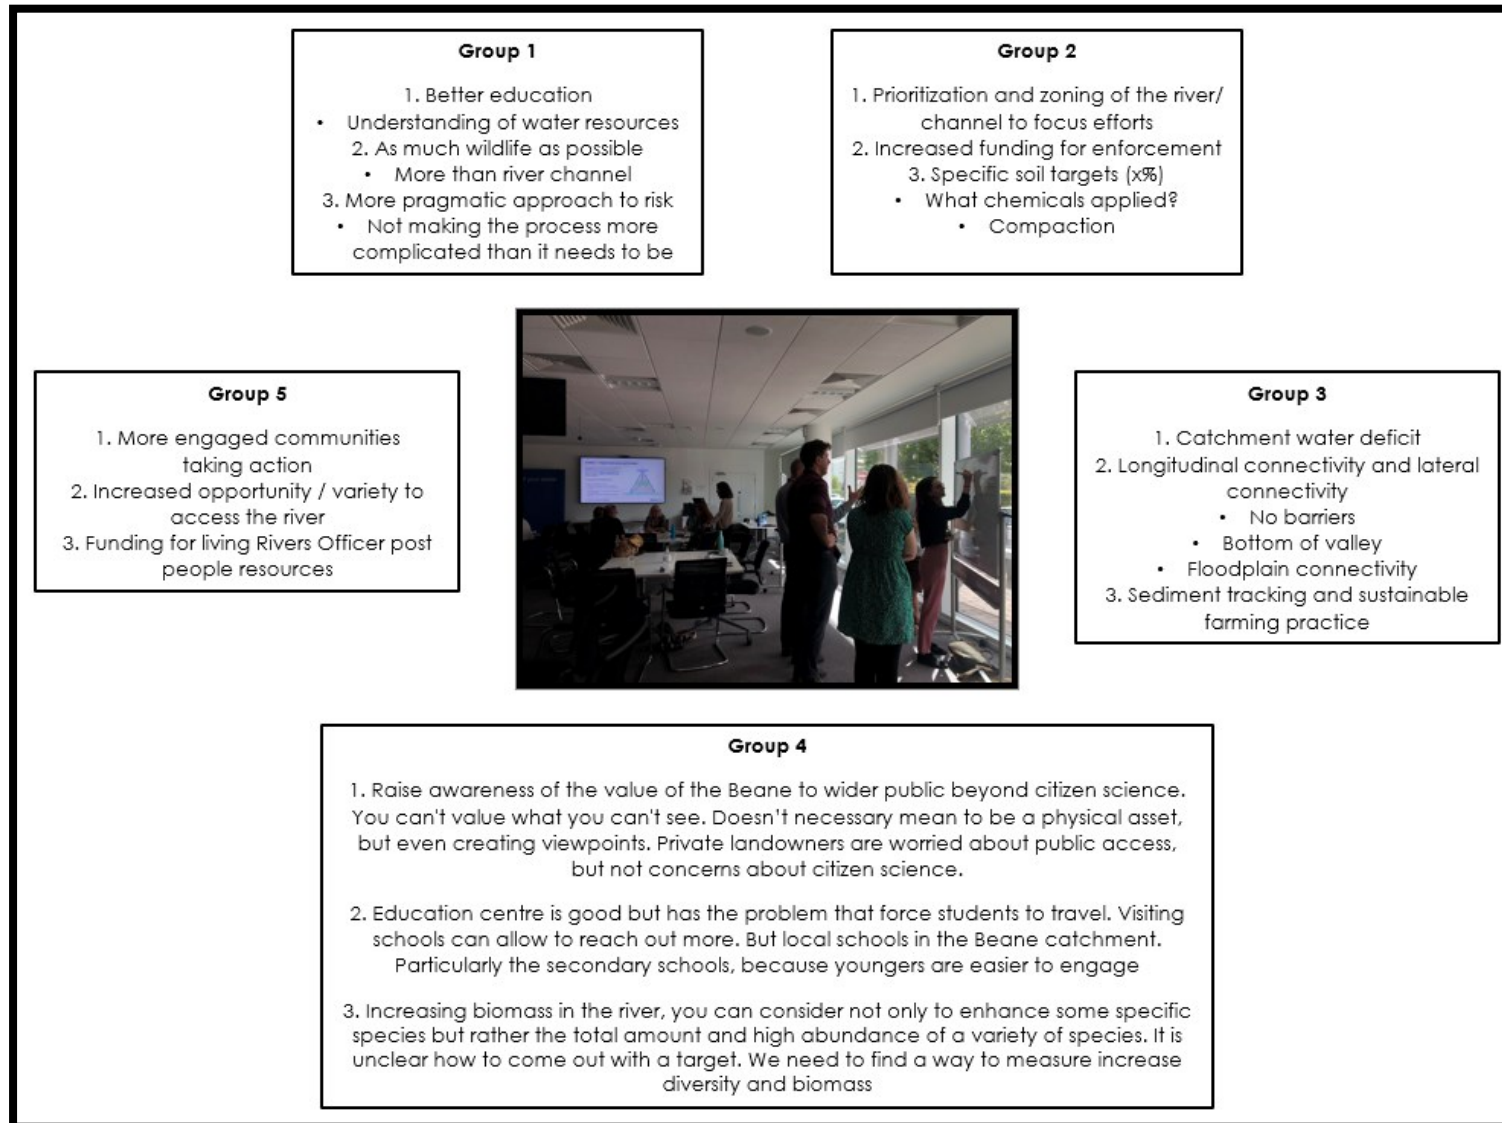 Group 1
1. Better education
• Understanding of water resources
2. As much wildlife as possible
• More than river channel
3. More pragmatic approach to risk
• Not making the process more
complicated than it needs to be
Group 2
1. Prioritization and zoning of the river/
channel to focus efforts
2. Increased funding for enforcement
3. Specific soil targets (x%)
• What chemicals applied?
• Compaction
Group 5
1. More engaged communities
taking action
2. Increased opportunity / variety to
access the river
3. Funding for living Rivers Officer post
people resources
Group 3
1. Catchment water deficit
2. Longitudinal connectivity and lateral
connectivity
• No barriers
• Bottom of valley
• Floodplain connectivity
3. Sediment tracking and sustainable
farming practice
Group 4
1. Raise awareness of the value of the Beane to wider public beyond citizen science.
You can't value what you can't see. Doesn't necessary mean to be a physical asset,
but even creating viewpoints. Private landowners are worried about public access,
but not concerns about citizen science.
2. Education centre is good but has the problem that force students to travel. Visiting
schools can allow to reach out more. But local schools in the Beane catchment.
Particularly the secondary schools, because youngers are easier to engage
3. Increasing biomass in the river, you can consider not only to enhance some specific
species but rather the total amount and high abundance of a variety of species. It is
unclear how to come out with a target. We need to find a way to measure increase
diversity and biomass